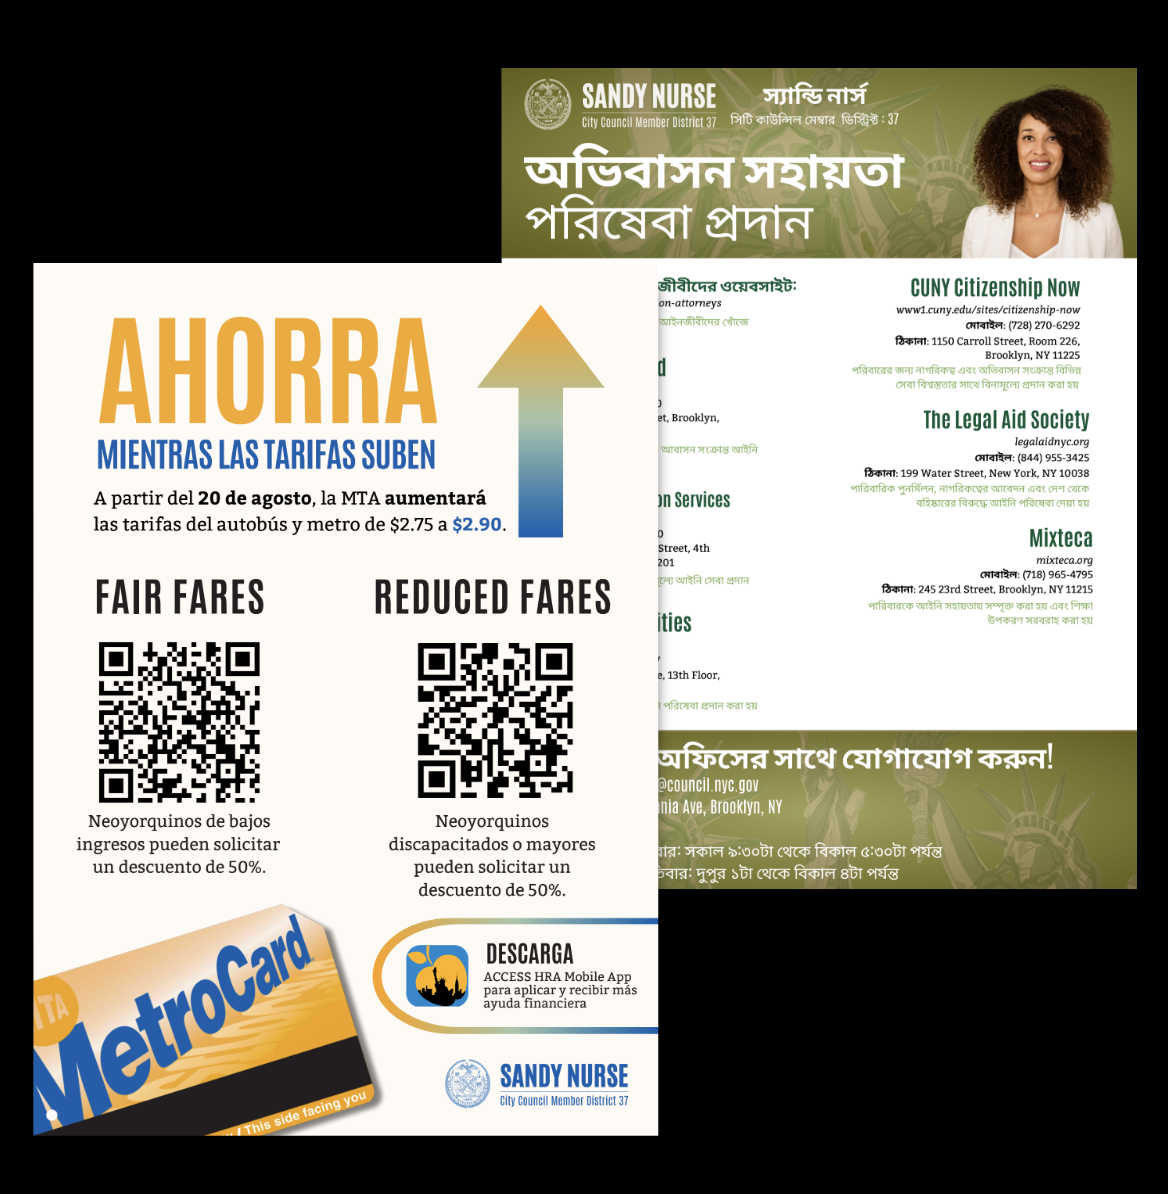 SANDY NURSE
City Council Member District 37
স্যান্ডি নার্স
সিটি কাউন্সিল মেম্বার ডিস্ট্রিক্ট : 37
অভিবাসন সহায়তা
পরিষেবা প্রদান
জীবীদের ওয়েবসাইট:
on-attorneys
আইনজীবীদের খোঁজে
d
et, Brooklyn,
আবাসন সংক্রান্ত আইনি
on Services
0
Street, 4th
201
ল্যে আইনি সেবা প্রদান
ities
e, 13th Floor,
পরিষেবা প্রদান করা হয়
CUNY Citizenship Now
www1.cuny.edu/sites/citizenship-now
মোবাইল: (728) 270-6292
ঠিকানা: 1150 Carroll Street, Room 226,
Brooklyn, NY 11225
পরিবারের জন্য নাগরিকত্ব এবং অভিবাসন সংক্রান্ত বিভিন্ন
সেবা বিশ্বস্ততার সাথে বিনামূল্যে প্রদান করা হয়
The Legal Aid Society
legalaidnyc.org
মোবাইল: (844) 955-3425
ঠিকানা: 199 Water Street, New York, NY 10038
পারিবারিক পুনর্মিলন, নাগরিকত্বের আবেদন এবং দেশ থেকে
বহিষ্কারের বিরুদ্ধে আইনি পরিষেবা দেয়া হয়
Mixteca
mixteca.org
মোবাইল: (718) 965-4795
ঠিকানা: 245 23rd Street, Brooklyn, NY 11215
পারিবারকে আইনি সহায়তায় সম্পৃক্ত করা হয় এবং শিক্ষা
উপকরণ সরবরাহ করা হয়
অফিসের সাথে যোগাযোগ করুন!
@council.nyc.gov
nia Ave, Brooklyn, NY
বার: সকাল ৯:৩০টা থেকে বিকাল ৫:৩০টা পর্যন্ত
তিবার: দুপুর ১টা থেকে বিকাল ৪টা পর্যন্ত
AHORRA
MIENTRAS LAS TARIFAS SUBEN
A partir del 20 de agosto, la MTA aumentará
las tarifas del autobús y metro de $2.75 a $2.90.
FAIR FARES
Neoyorquinos de bajos
ingresos pueden solicitar
un descuento de 50%.
REDUCED FARES
Neoyorquinos
discapacitados o mayores
pueden solicitar un
descuento de 50%.
DESCARGA
ACCESS HRA Mobile App
para aplicar y recibir más
ayuda financiera
MTA
MetroCard
/ This side facing you
SANDY NURSE
City Council Member District 37